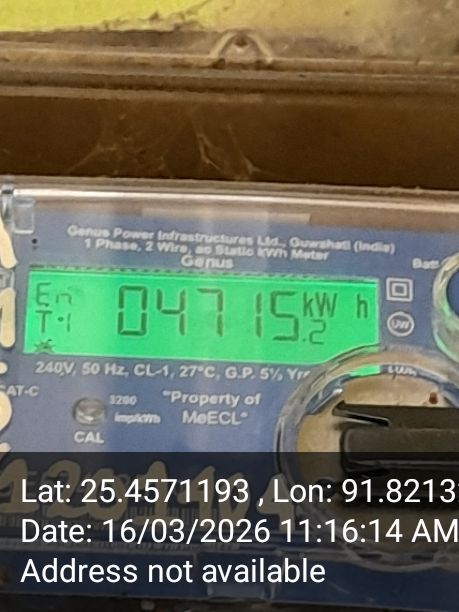 Genus Power Infrastructures Ltd., Guwahati (India)
1 Phase, 2 Wire, ac Static kWh Meter
Genus
Batt
En
T·1
04715.2 kW h
UW
240V, 50 Hz, CL-1, 27°C, G.P. 5½ Yrs
CAT-C
3200
imp/kWh
"Property of
MeECL"
CAL
Lat: 25.4571193 , Lon: 91.8213
Date: 16/03/2026 11:16:14 AM
Address not available